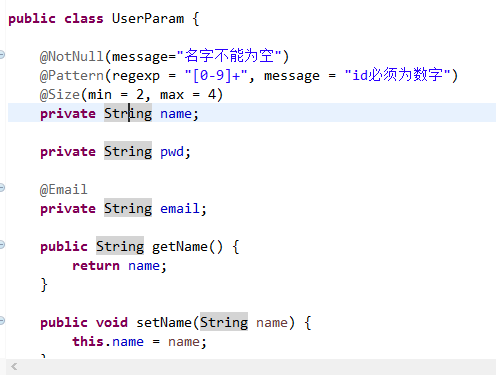 public class UserParam {
@NotNull(message="名字不能为空")
@Pattern(regexp = "[0-9]+", message = "id必须为数字")
@Size(min = 2, max = 4)
private String name;
private String pwd;
@Email
private String email;
public String getName() {
return name;
}
public void setName(String name) {
this.name = name;